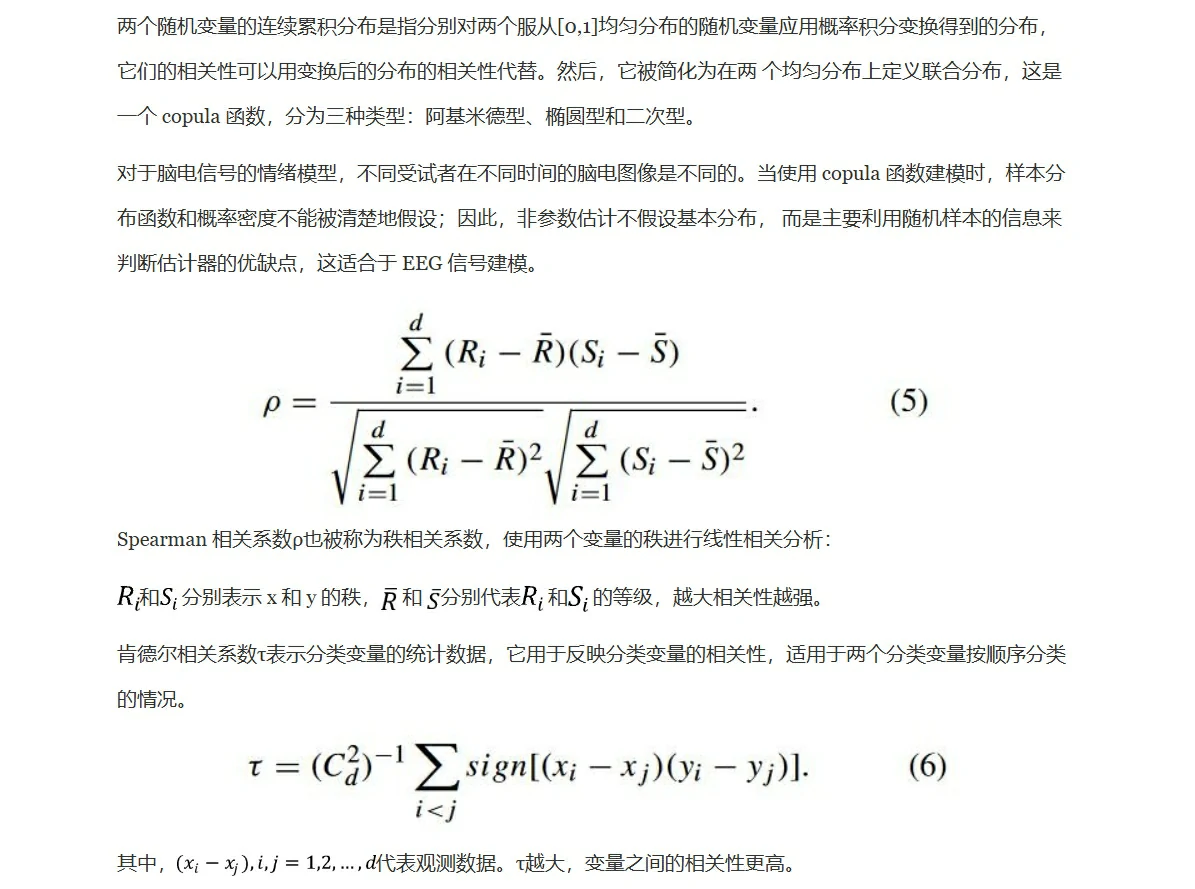 两个随机变量的连续累积分布是指分别对两个服从[0,1]均匀分布的随机变量应用概率积分变换得到的分布，
它们的相关性可以用变换后的分布的相关性代替。然后，它被简化为在两 个均匀分布上定义联合分布，这是
一个 copula 函数，分为三种类型：阿基米德型、椭圆型和二次型。
对于脑电信号的情绪模型，不同受试者在不同时间的脑电图像是不同的。当使用 copula 函数建模时，样本分
布函数和概率密度不能被清楚地假设；因此，非参数估计不假设基本分布， 而是主要利用随机样本的信息来
判断估计器的优缺点，这适合于 EEG 信号建模。
ρ = \frac{\sum_{i=1}^{d} (R_i − \bar{R})(S_i − \bar{S})}{\sqrt{\sum_{i=1}^{d} (R_i − \bar{R})^2} \sqrt{\sum_{i=1}^{d} (S_i − \bar{S})^2}}. (5)
Spearman 相关系数ρ也被称为秩相关系数，使用两个变量的秩进行线性相关分析：
R_i和S_i 分别表示 x 和 y 的秩，\bar{R} 和 \bar{S}分别代表R_i 和S_i 的等级，越大相关性越强。
肯德尔相关系数τ表示分类变量的统计数据，它用于反映分类变量的相关性，适用于两个分类变量按顺序分类
的情况。
τ = (C_d^2)^{−1} \sum_{i<j} sign[(x_i − x_j)(y_i − y_j)]. (6)
其中，(x_i − x_j), i, j = 1,2, … , d代表观测数据。τ越大，变量之间的相关性更高。